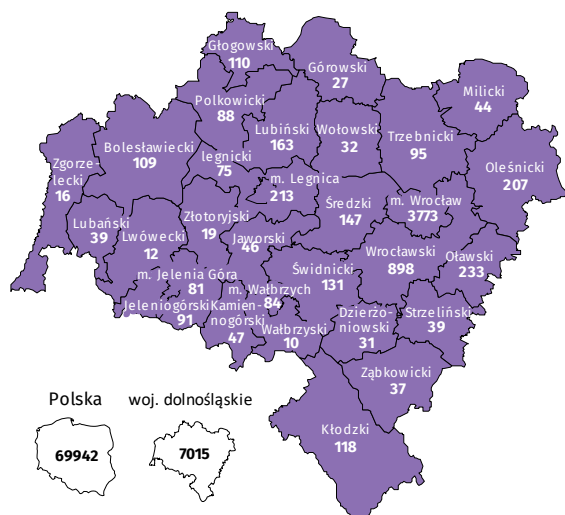 Głogowski
110
Górowski
27
Milicki
44
Polkowicki
88
Lubiński
163
Wołowski
32
Trzebnicki
95
Bolesławiecki
109
Zgorze-
lecki
16
legnicki
75
m. Legnica
213
Oleśnicki
207
Średzki
147
m. Wrocław
3773
Lubański
39
Lwówecki
12
Złotoryjski
19
Jaworski
46
Wrocławski
898
Oławski
233
Świdnicki
131
m. Jelenia Góra
81
m. Wałbrzych
84
Jeleniogórski
91
Kamien-
nogórski
47
Wałbrzyski
10
Dzierżo-
niowski
31
Strzeliński
39
Ząbkowicki
37
Kłodzki
118
Polska
69942
woj. dolnośląskie
7015